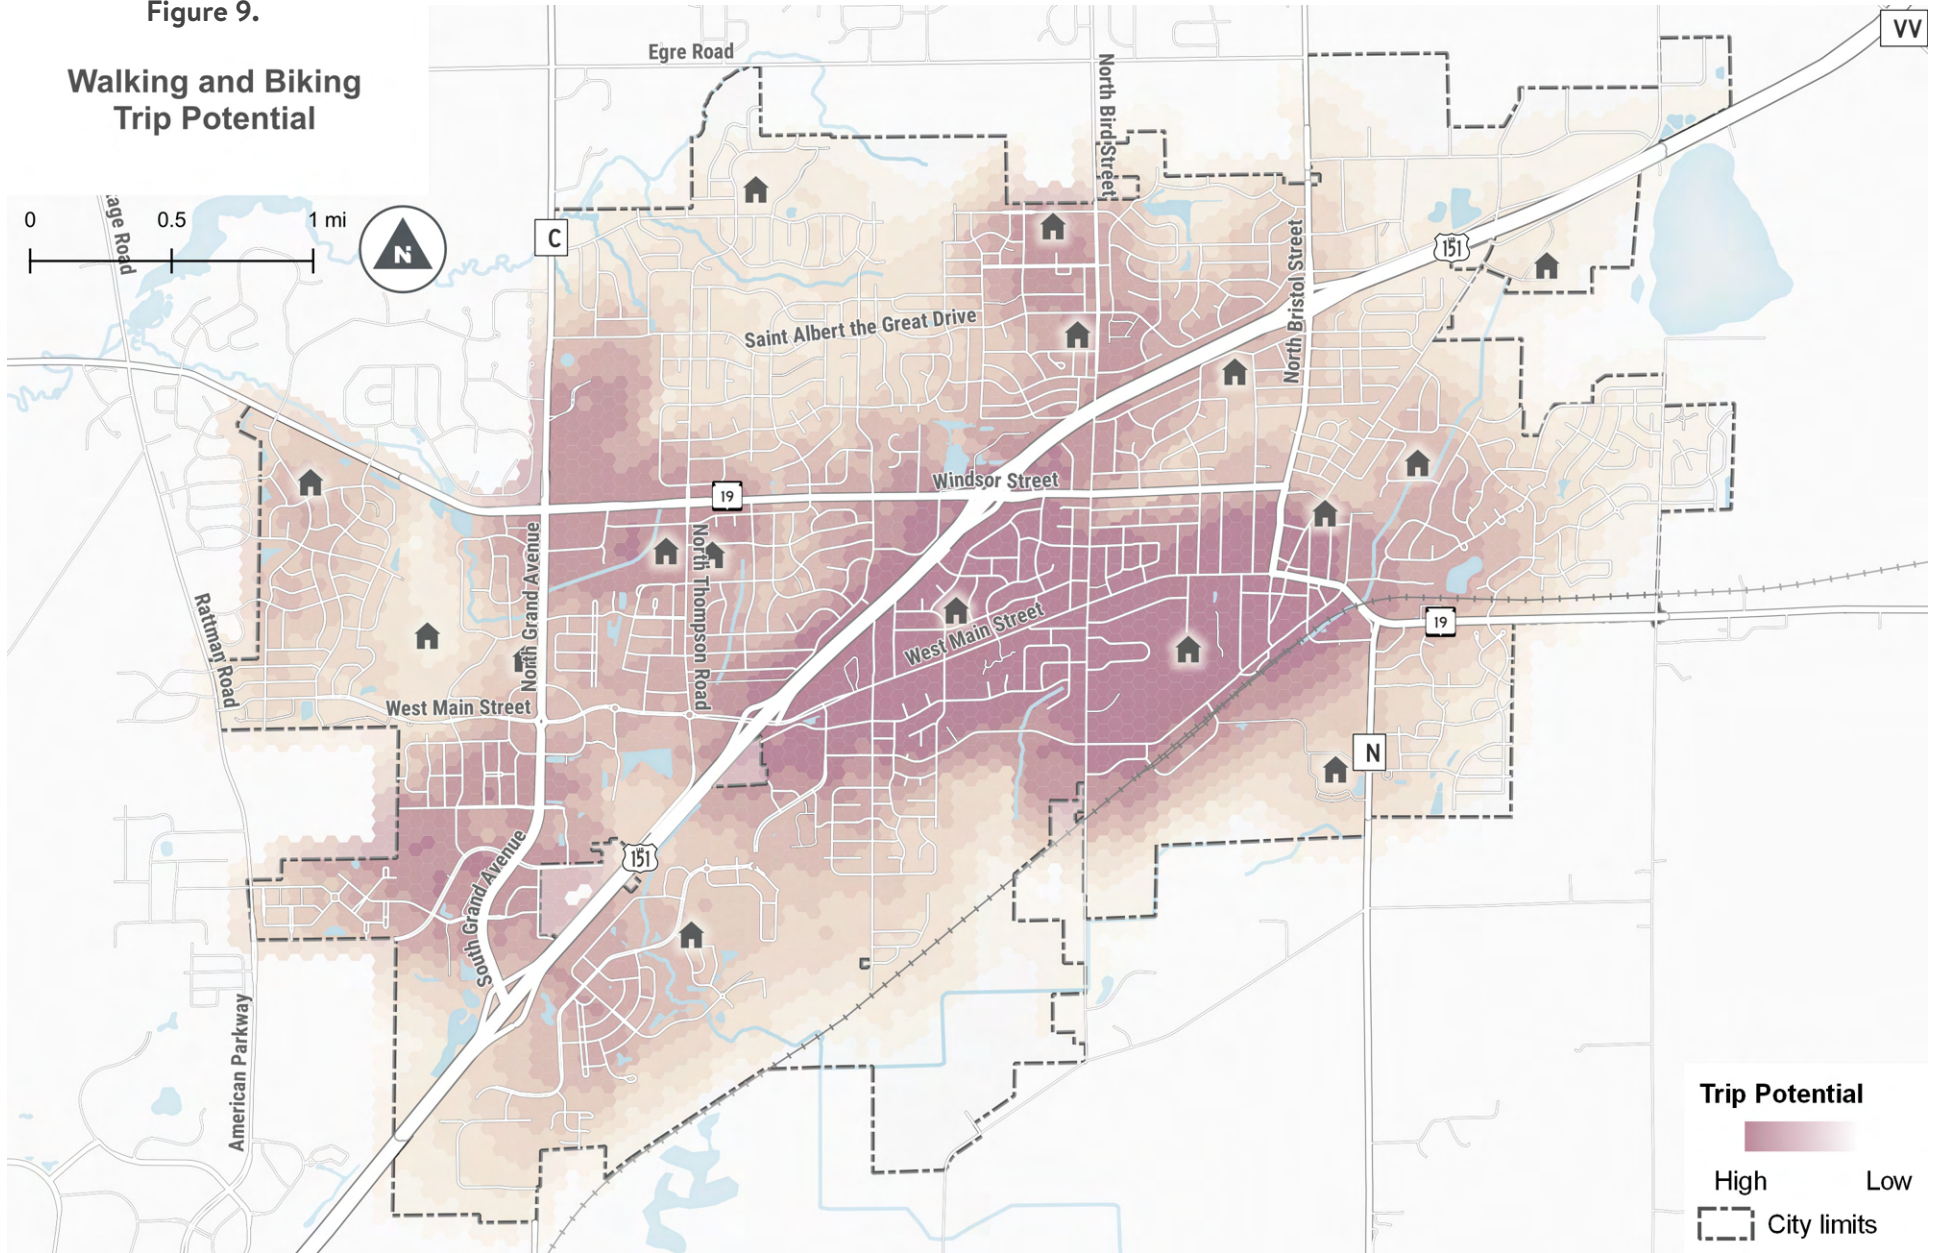 Figure 9.
Walking and Biking
Trip Potential
0 0.5 1 mi
N
Egre Road
North Bird Street
VV
C
151
North Bristol Street
Saint Albert the Great Drive
Windsor Street
19
North Grand Avenue
North Thompson Road
Rattman Road
West Main Street
West Main Street
19
N
151
South Grand Avenue
American Parkway
Trip Potential
High Low
City limits